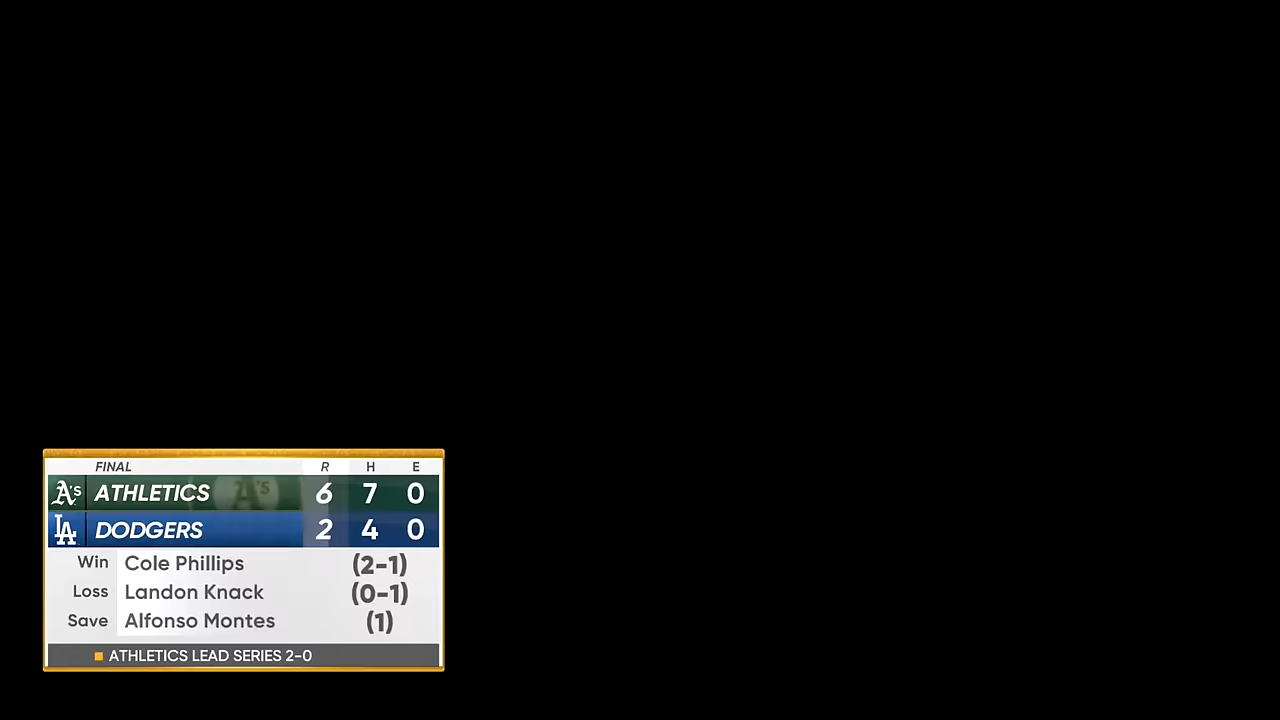 FINAL R H E
A's ATHLETICS A's 6 7 0
LA DODGERS 2 4 0
Win Cole Phillips (2-1)
Loss Landon Knack (0-1)
Save Alfonso Montes (1)
ATHLETICS LEAD SERIES 2-0